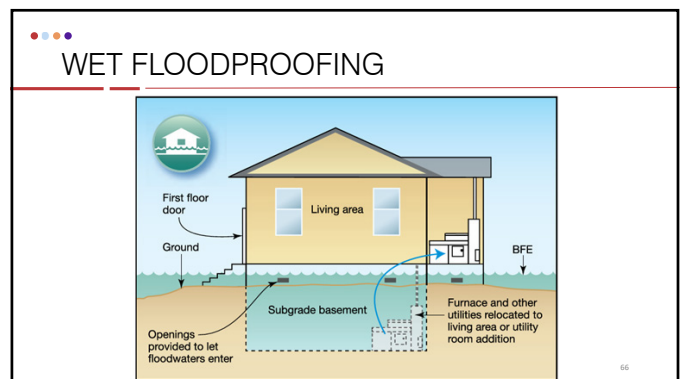 WET FLOODPROOFING
First floor
door
Living area
Ground
BFE
Subgrade basement
Furnace and other
utilities relocated to
living area or utility
room addition
Openings
provided to let
floodwaters enter
66